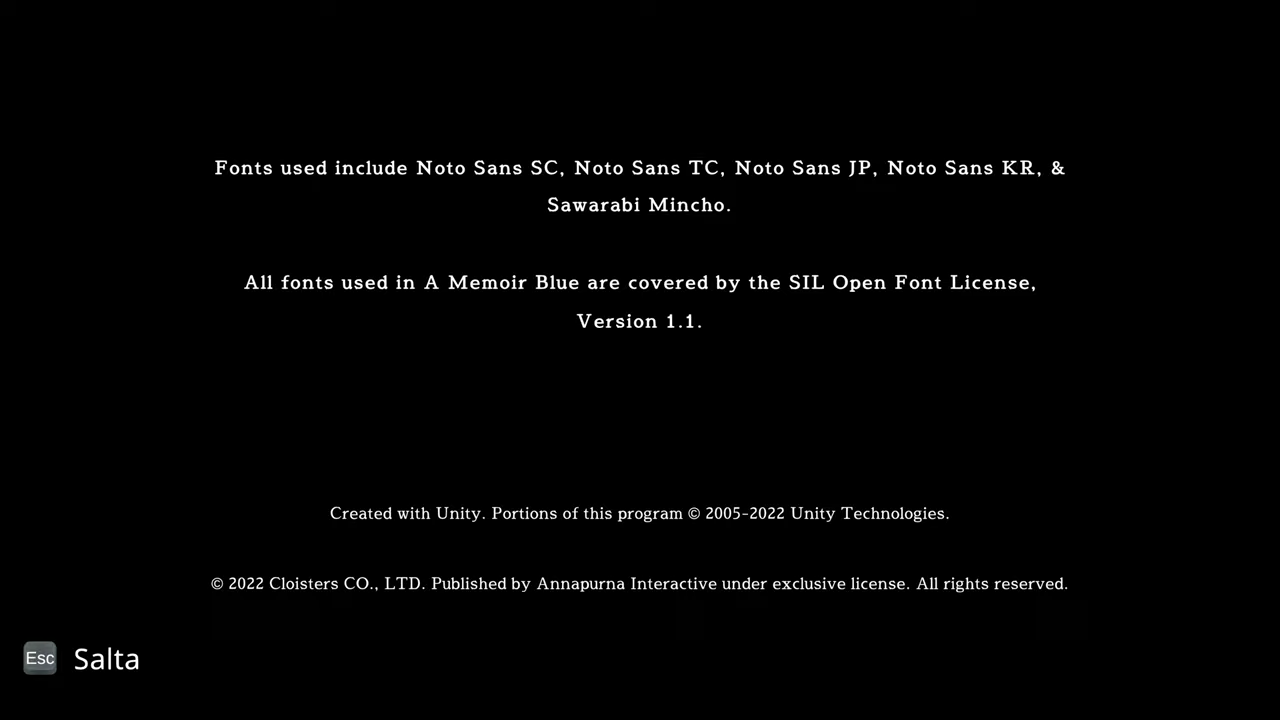 Fonts used include Noto Sans SC, Noto Sans TC, Noto Sans JP, Noto Sans KR, &
Sawarabi Mincho.
All fonts used in A Memoir Blue are covered by the SIL Open Font License,
Version 1.1.
Created with Unity. Portions of this program © 2005-2022 Unity Technologies.
© 2022 Cloisters CO., LTD. Published by Annapurna Interactive under exclusive license. All rights reserved.
Esc Salta